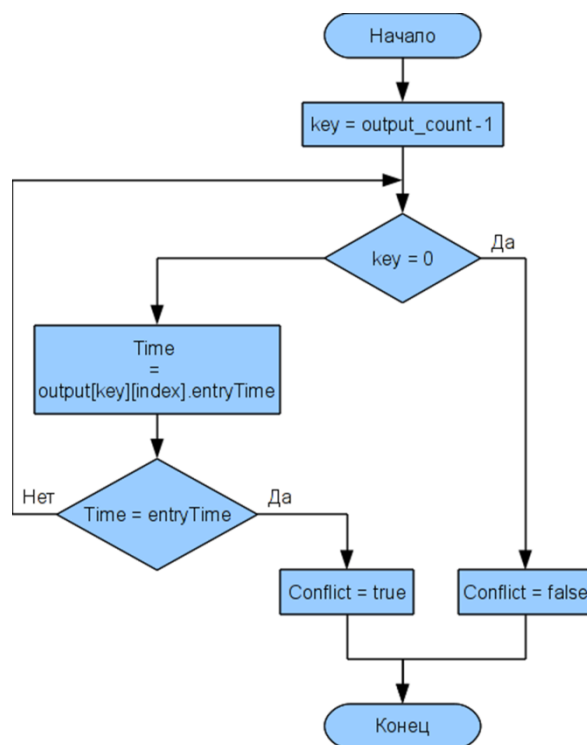 Начало
key = output_count - 1
key = 0
Да
Time
=
output[key][index].entryTime
Time = entryTime
Нет
Да
Conflict = true
Conflict = false
Конец